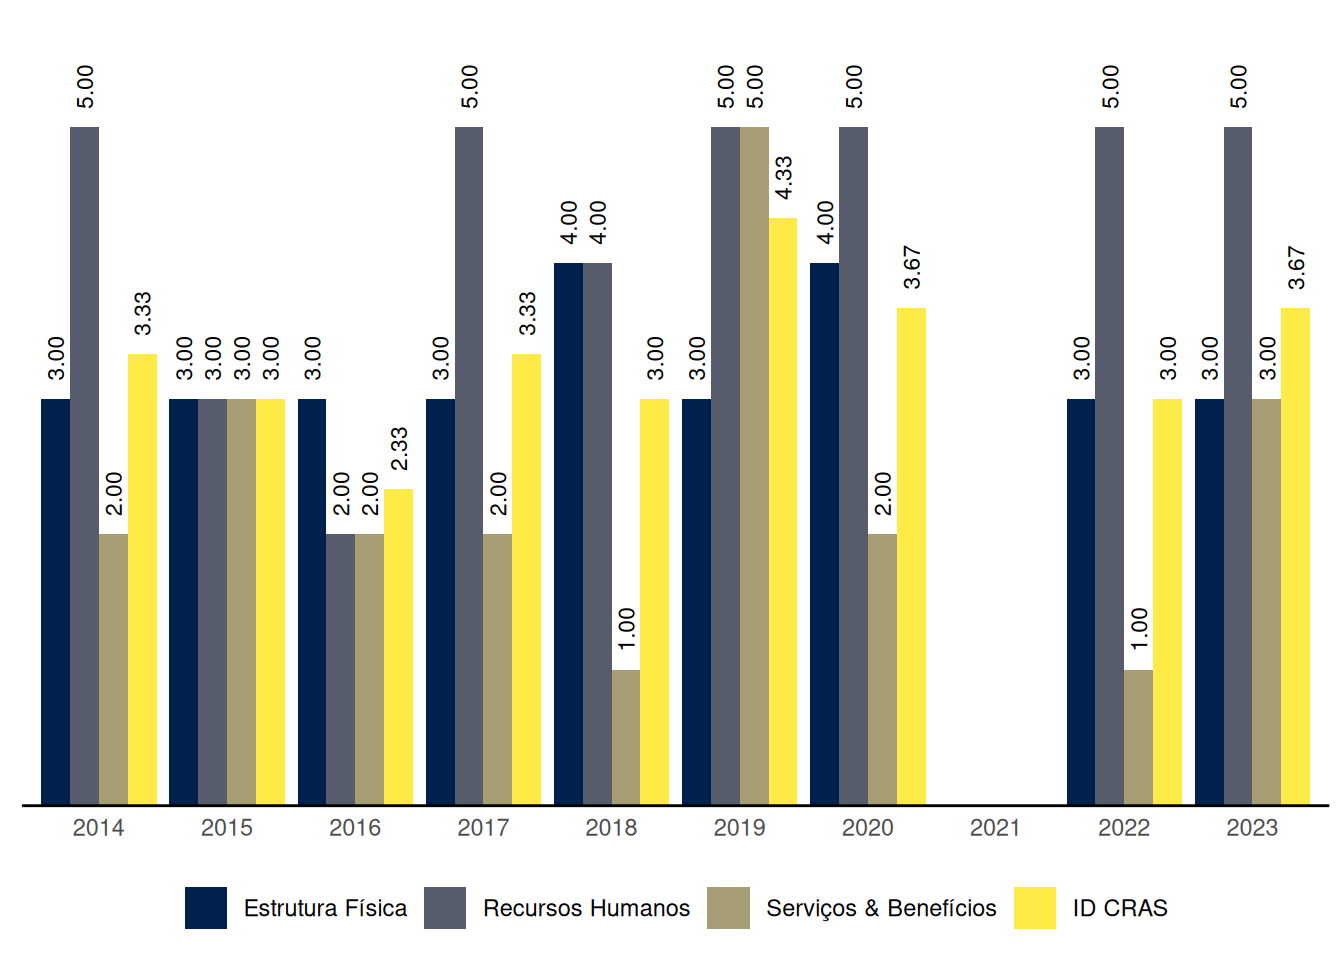 3.00 5.00 2.00 3.33
3.00 3.00 3.00 3.00
3.00 2.00 2.00 2.33
3.00 5.00 2.00 3.33
4.00 4.00 1.00 3.00
3.00 5.00 5.00 4.33
4.00 5.00 2.00 3.67
3.00 5.00 1.00 3.00
3.00 5.00 3.00 3.67
2014 2015 2016 2017 2018 2019 2020 2021 2022 2023
Estrutura Física Recursos Humanos Serviços & Benefícios ID CRAS